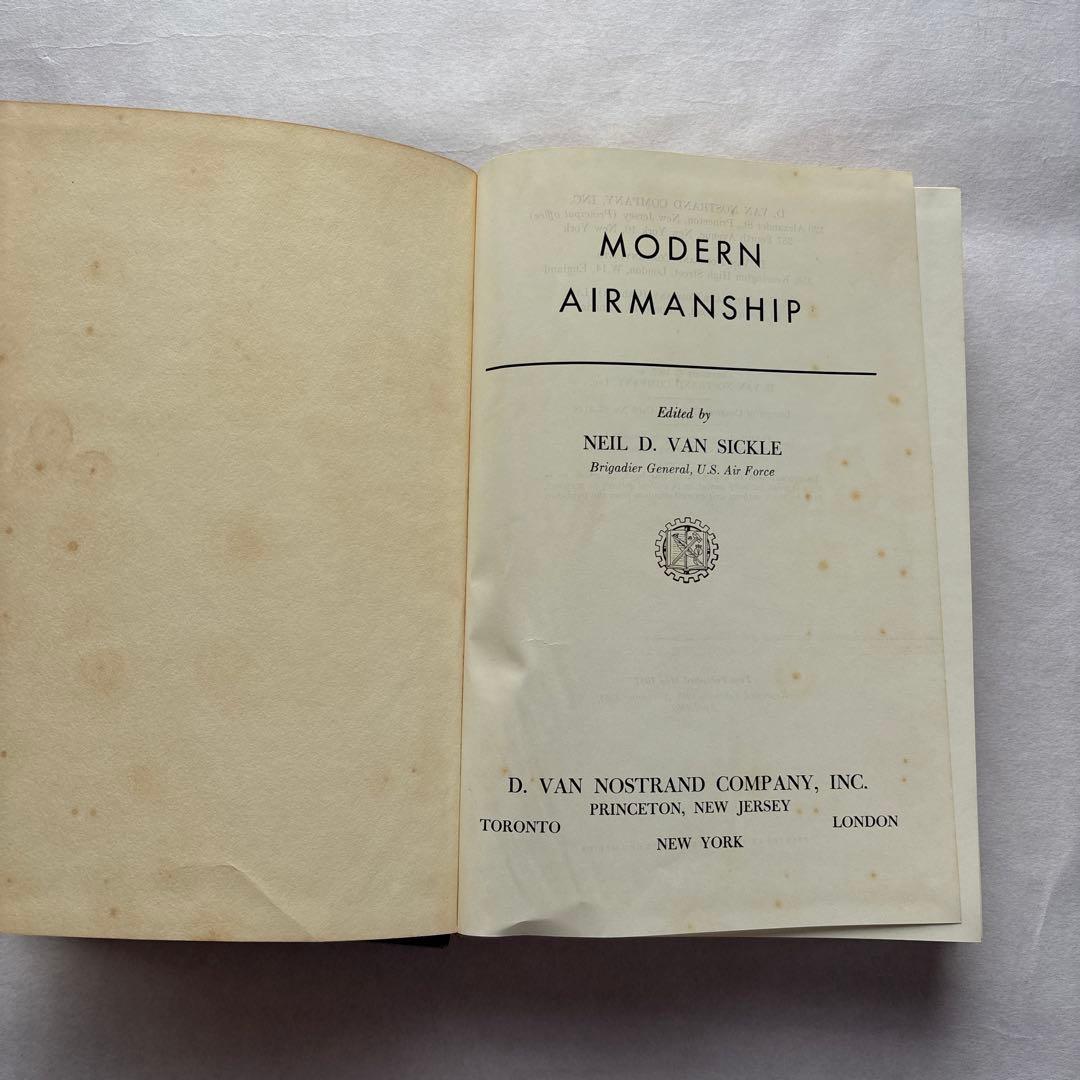 MODERN
AIRMANSHIP
Edited by
NEIL D. VAN SICKLE
Brigadier General, U.S. Air Force
D. VAN NOSTRAND COMPANY, INC.
PRINCETON, NEW JERSEY
TORONTO LONDON
NEW YORK